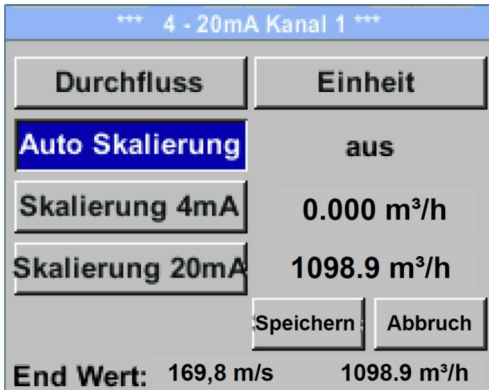 *** 4 - 20mA Kanal 1 ***
Durchfluss Einheit
Auto Skalierung aus
Skalierung 4mA 0.000 m³/h
Skalierung 20mA 1098.9 m³/h
Speichern Abbruch
End Wert: 169,8 m/s 1098.9 m³/h